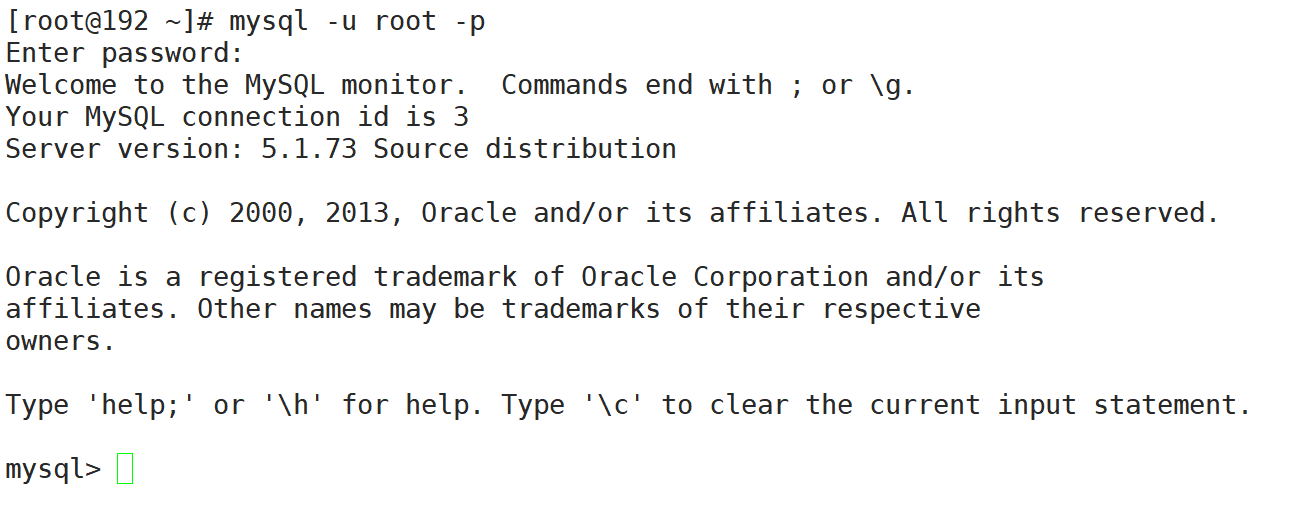 [root@192 ~]# mysql -u root -p
Enter password:
Welcome to the MySQL monitor.  Commands end with ; or \g.
Your MySQL connection id is 3
Server version: 5.1.73 Source distribution

Copyright (c) 2000, 2013, Oracle and/or its affiliates. All rights reserved.

Oracle is a registered trademark of Oracle Corporation and/or its
affiliates. Other names may be trademarks of their respective
owners.

Type 'help;' or '\h' for help. Type '\c' to clear the current input statement.

mysql>